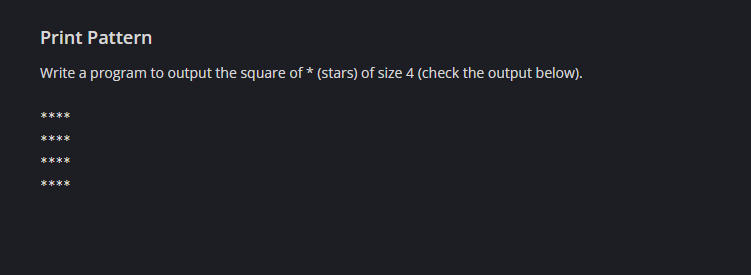 Print Pattern
Write a program to output the square of * (stars) of size 4 (check the output below).
****
****
****
****